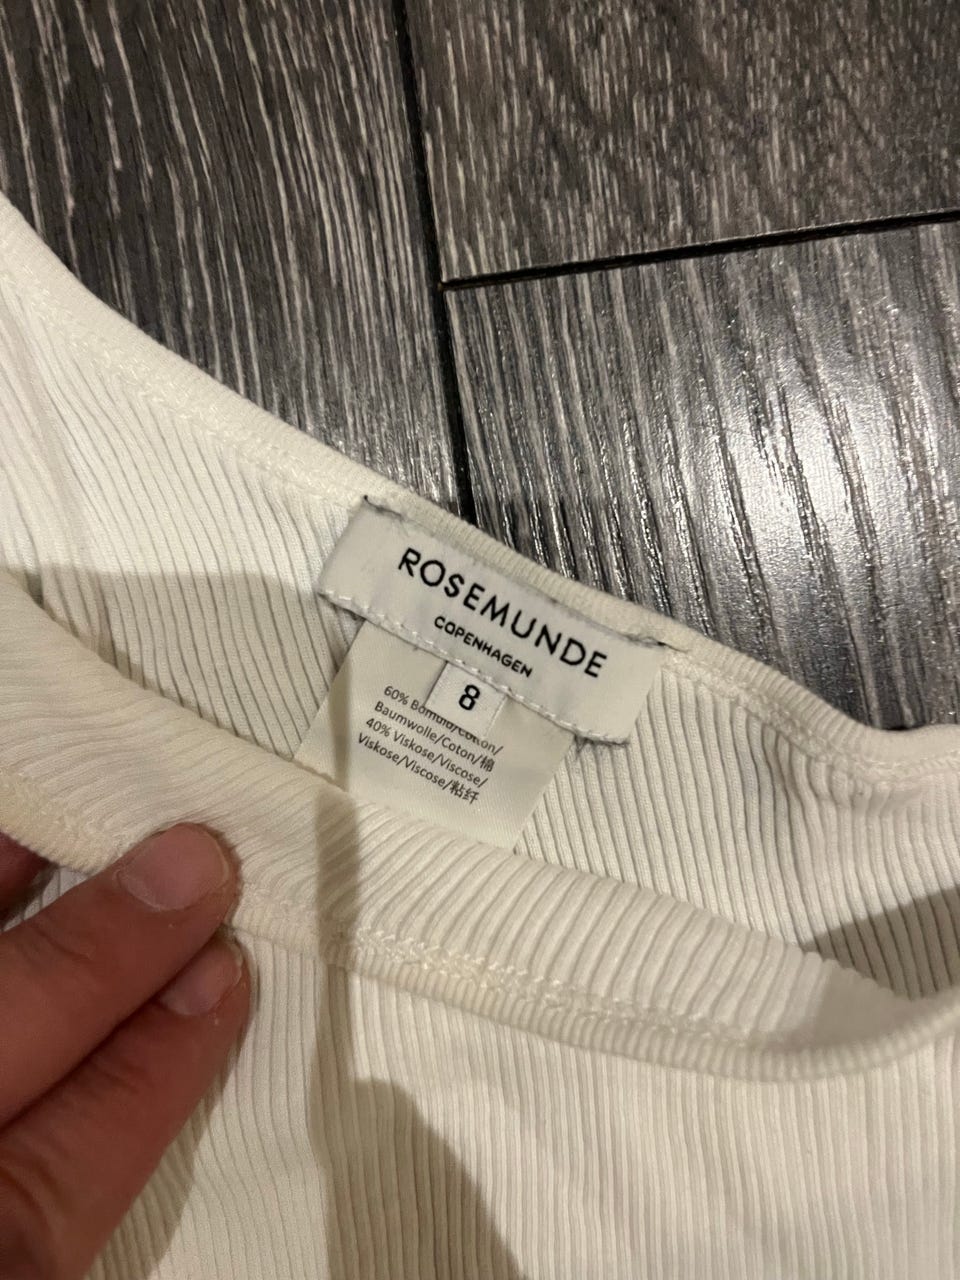 ROSEMUNDE
COPENHAGEN
8
60% Bomuld/Cotton/
Baumwolle/Coton/棉
40% Viskose/Viscose/
Viskose/Viscose/粘纤